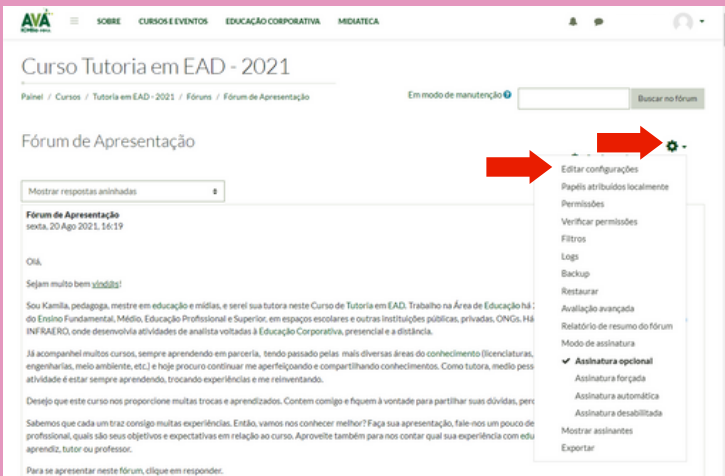 AVA
ICMBio MMA
SOBRE CURSOS E EVENTOS EDUCAÇÃO CORPORATIVA MIDIATECA
Curso Tutoria em EAD - 2021
Painel / Cursos / Tutoria em EAD - 2021 / Fóruns / Fórum de Apresentação
Em modo de manutenção
Buscar no fórum
Fórum de Apresentação
Mostrar respostas aninhadas
Editar configurações
Papéis atribuídos localmente
Permissões
Verificar permissões
Filtros
Logs
Backup
Restaurar
Avaliação avançada
Relatório de resumo do fórum
Modo de assinatura
Assinatura opcional
Assinatura forçada
Assinatura automática
Assinatura desabilitada
Mostrar assinantes
Exportar
Fórum de Apresentação
sexta, 20 Ago 2021, 16:19
Olá,
Sejam muito bem vind@s!
Sou Kamila, pedagoga, mestre em educação e mídias, e serei sua tutora neste Curso de Tutoria em EAD. Trabalho na Área de Educação há
do Ensino Fundamental, Médio, Educação Profissional e Superior, em espaços escolares e outras instituições públicas, privadas, ONGs. Há
INFRAERO, onde desenvolvia atividades de analista voltadas à Educação Corporativa, presencial e a distância.
Já acompanhei muitos cursos, sempre aprendendo em parceria, tendo passado pelas mais diversas áreas do conhecimento (licenciaturas,
engenharias, meio ambiente, etc.) e hoje procuro continuar me aperfeiçoando e compartilhando conhecimentos. Como tutora, medio
atividade é estar sempre aprendendo, trocando experiências e me reinventando.
Desejo que este curso nos proporcione muitas trocas e aprendizados. Contem comigo e fiquem à vontade para partilhar suas dúvidas,
Sabemos que cada um traz consigo muitas experiências. Então, vamos nos conhecer melhor? Faça sua apresentação, fale-nos um pouco de
profissional, quais são seus objetivos e expectativas em relação ao curso. Aproveite também para nos contar qual sua experiência com
aprendiz, tutor ou professor.
Para se apresentar neste fórum, clique em responder.